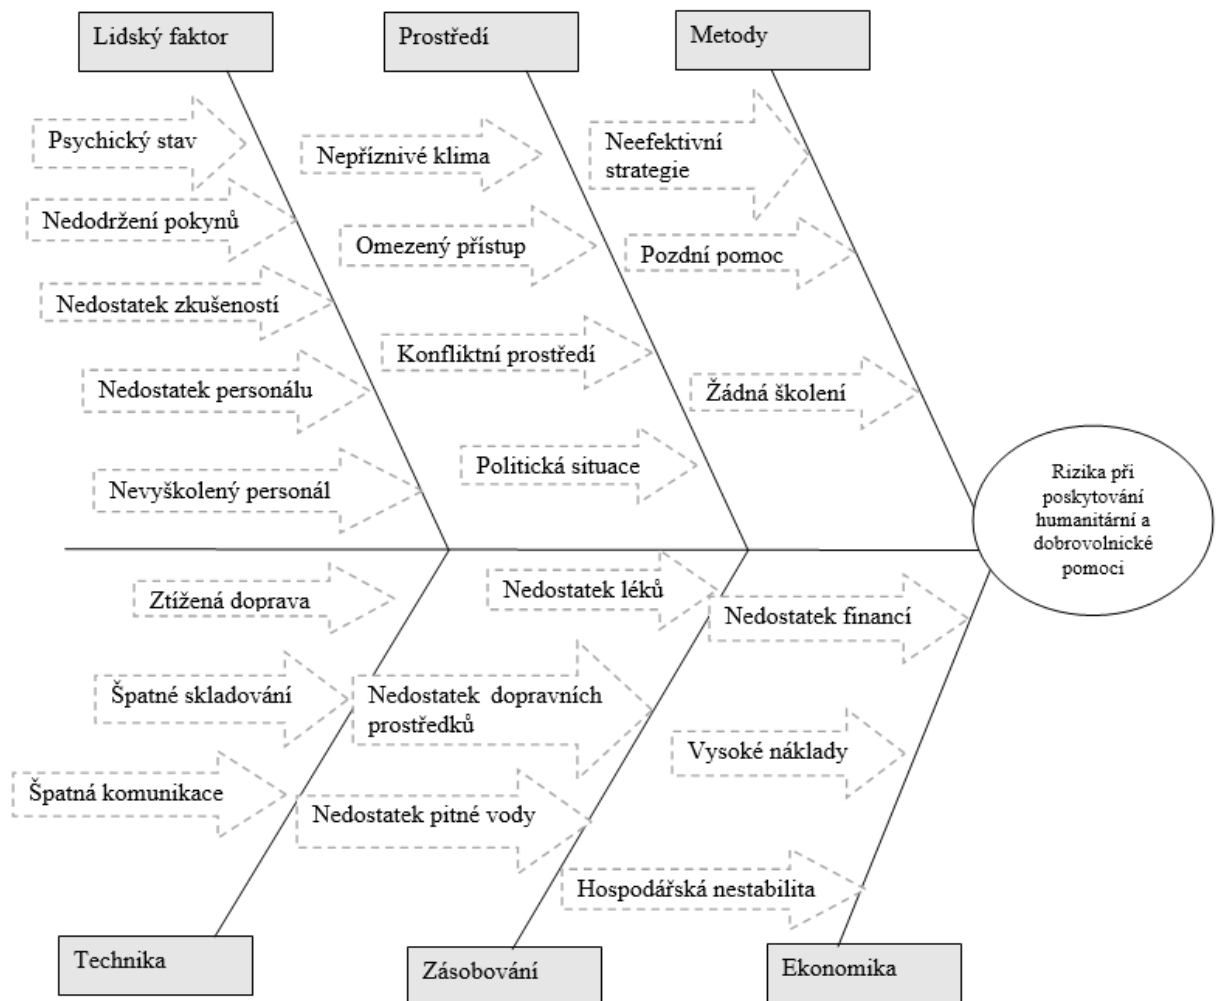 Lidský faktor
Prostředí
Metody
Psychický stav
Nedodržení pokynů
Nedostatek zkušeností
Nedostatek personálu
Nevyškolený personál
Nepříznivé klima
Omezený přístup
Konfliktní prostředí
Politická situace
Neefektivní
strategie
Pozdní pomoc
Žádná školení
Rizika při
poskytování
humanitární a
dobrovolnické
pomoci
Ztížená doprava
Špatné skladování
Špatná komunikace
Nedostatek léků
Nedostatek dopravních
prostředků
Nedostatek pitné vody
Nedostatek financí
Vysoké náklady
Hospodářská nestabilita
Technika
Zásobování
Ekonomika